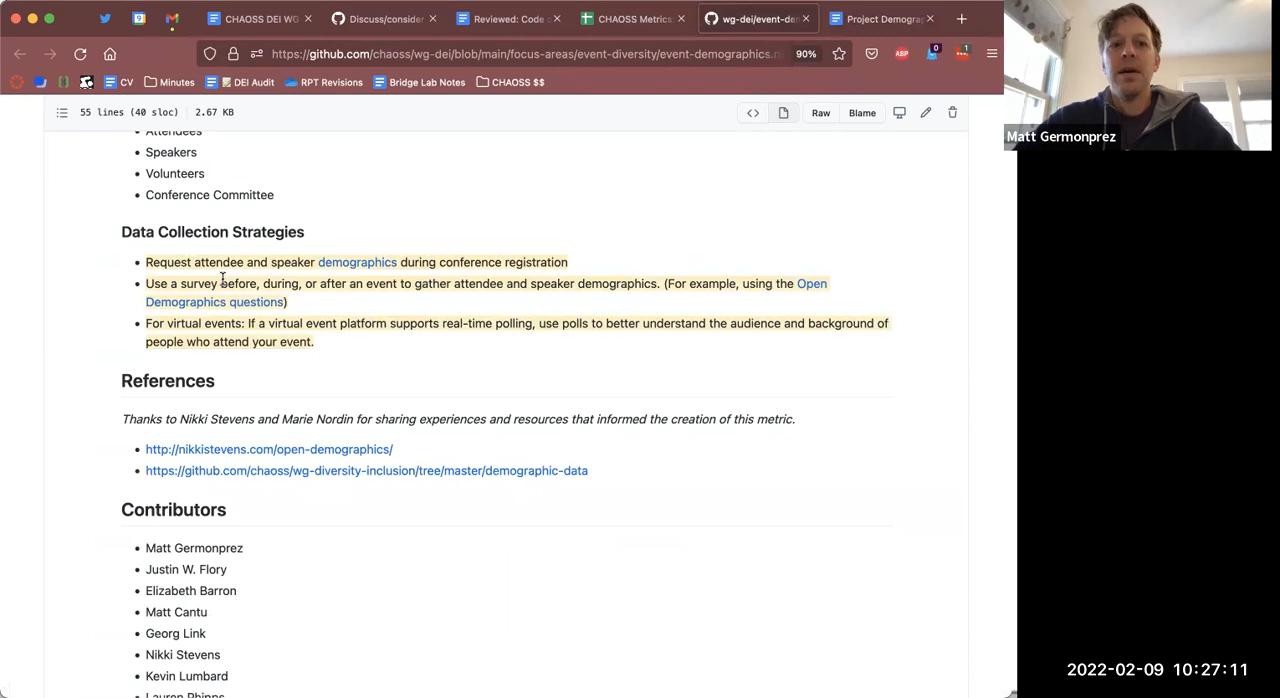 CHAOSS DEI WG
Discuss/consider
Reviewed: Code
CHAOSS Metrics
wg-dei/event-de
Project Demogra
https://github.com/chaoss/wg-dei/blob/main/focus-areas/event-diversity/event-demographics.m
90%
ABP
0
1
CV
Minutes
DEI Audit
RPT Revisions
Bridge Lab Notes
CHAOSS $$
Matt Germonprez
55 lines (40 sloc)
2.67 KB
Raw
Blame
Attendees
Speakers
Volunteers
Conference Committee
Data Collection Strategies
Request attendee and speaker demographics during conference registration
Use a survey before, during, or after an event to gather attendee and speaker demographics. (For example, using the Open
Demographics questions)
For virtual events: If a virtual event platform supports real-time polling, use polls to better understand the audience and background of
people who attend your event.
References
Thanks to Nikki Stevens and Marie Nordin for sharing experiences and resources that informed the creation of this metric.
http://nikkistevens.com/open-demographics/
https://github.com/chaoss/wg-diversity-inclusion/tree/master/demographic-data
Contributors
Matt Germonprez
Justin W. Flory
Elizabeth Barron
Matt Cantu
Georg Link
Nikki Stevens
Kevin Lumbard
Lauren Phipps
2022-02-09 10:27:11